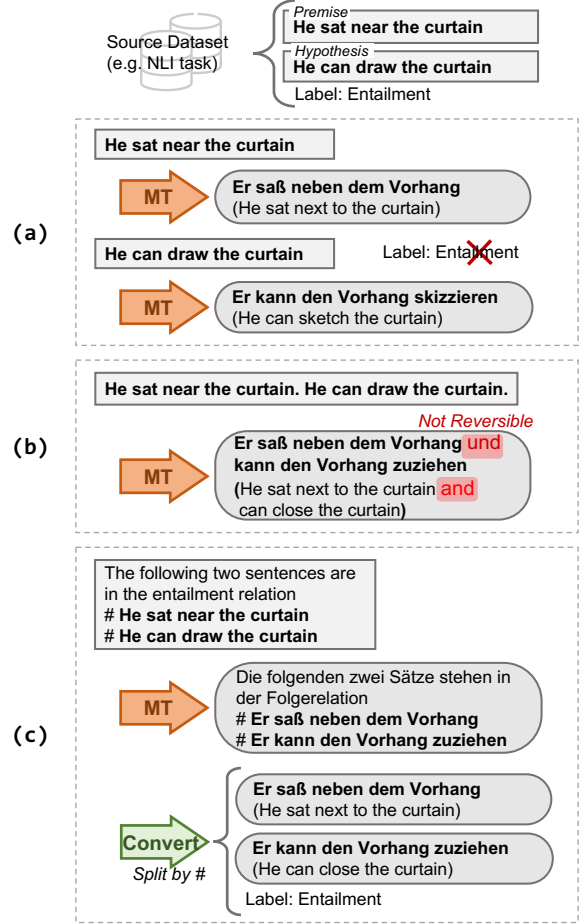 Source Dataset
(e.g. NLI task)
Premise
He sat near the curtain
Hypothesis
He can draw the curtain
Label: Entailment
(a)
He sat near the curtain
MT
Er saß neben dem Vorhang
(He sat next to the curtain)
He can draw the curtain
Label: Entailment
MT
Er kann den Vorhang skizzieren
(He can sketch the curtain)
(b)
He sat near the curtain. He can draw the curtain.
Not Reversible
MT
Er saß neben dem Vorhang und
kann den Vorhang zuziehen
(He sat next to the curtain and
can close the curtain)
(c)
The following two sentences are
in the entailment relation
# He sat near the curtain
# He can draw the curtain
MT
Die folgenden zwei Sätze stehen in
der Folgerelation
# Er saß neben dem Vorhang
# Er kann den Vorhang zuziehen
Convert
Split by #
Er saß neben dem Vorhang
(He sat next to the curtain)
Er kann den Vorhang zuziehen
(He can close the curtain)
Label: Entailment